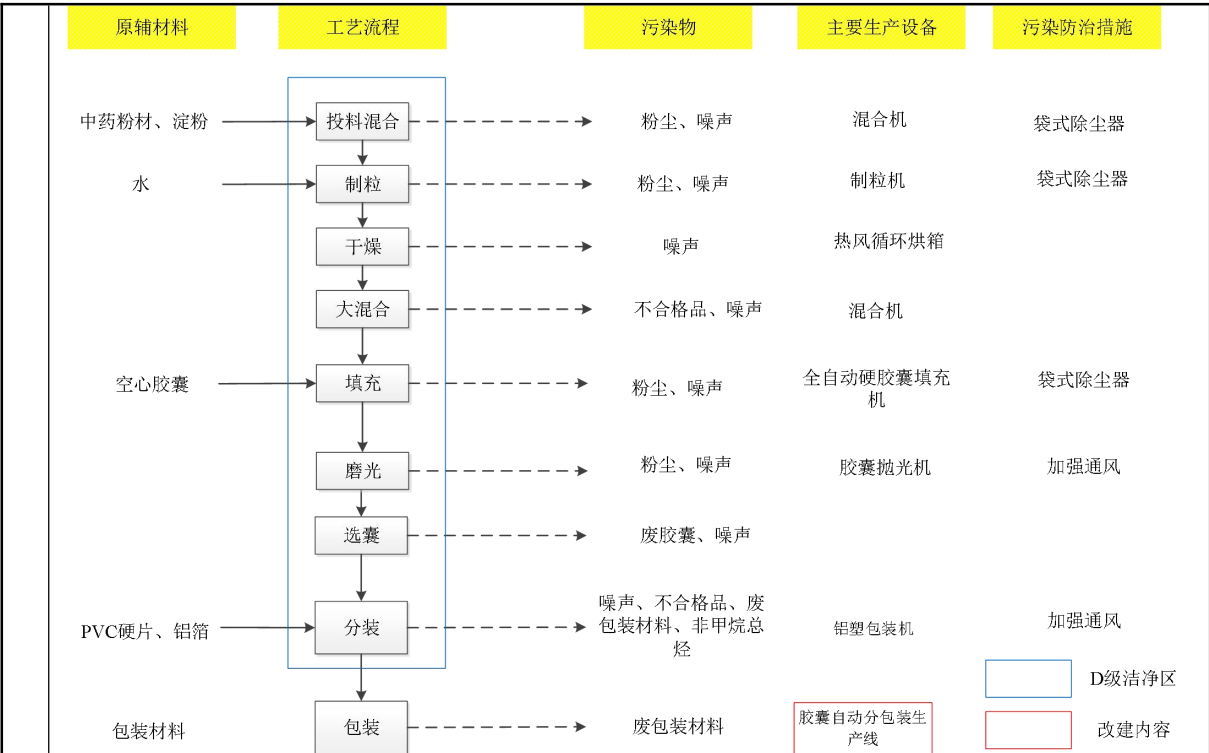 原辅材料 工艺流程 污染物 主要生产设备 污染防治措施
中药粉材、淀粉 投料混合 粉尘、噪声 混合机 袋式除尘器
水 制粒 粉尘、噪声 制粒机 袋式除尘器
干燥 噪声 热风循环烘箱
大混合 不合格品、噪声 混合机
空心胶囊 填充 粉尘、噪声 全自动硬胶囊填充
机
袋式除尘器
磨光 粉尘、噪声 胶囊抛光机 加强通风
选囊 废胶囊、噪声
PVC硬片、铝箔 分装 噪声、不合格品、废
包装材料、非甲烷总
烃
铝塑包装机 加强通风
D级洁净区
包装材料 包装 废包装材料 胶囊自动分包装生
产线
改建内容